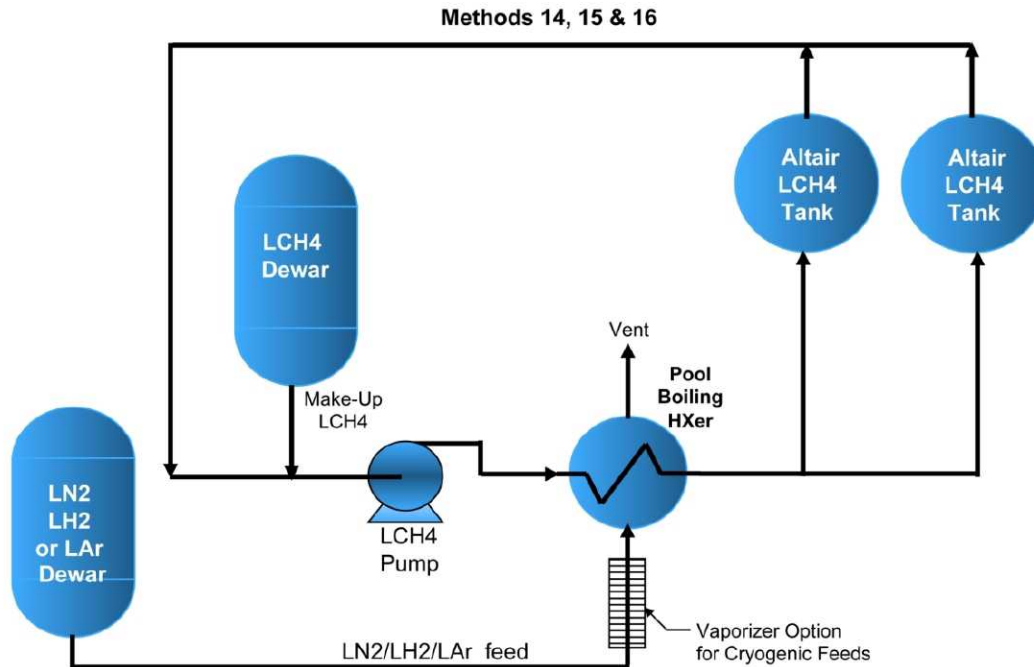 Methods 14, 15 & 16
Altair
LCH4
Tank
Altair
LCH4
Tank
LCH4
Dewar
Vent
Pool
Boiling
HXer
Make-Up
LCH4
LN2
LH2
or LAr
Dewar
LCH4
Pump
Vaporizer Option
for Cryogenic Feeds
LN2/LH2/LAr feed